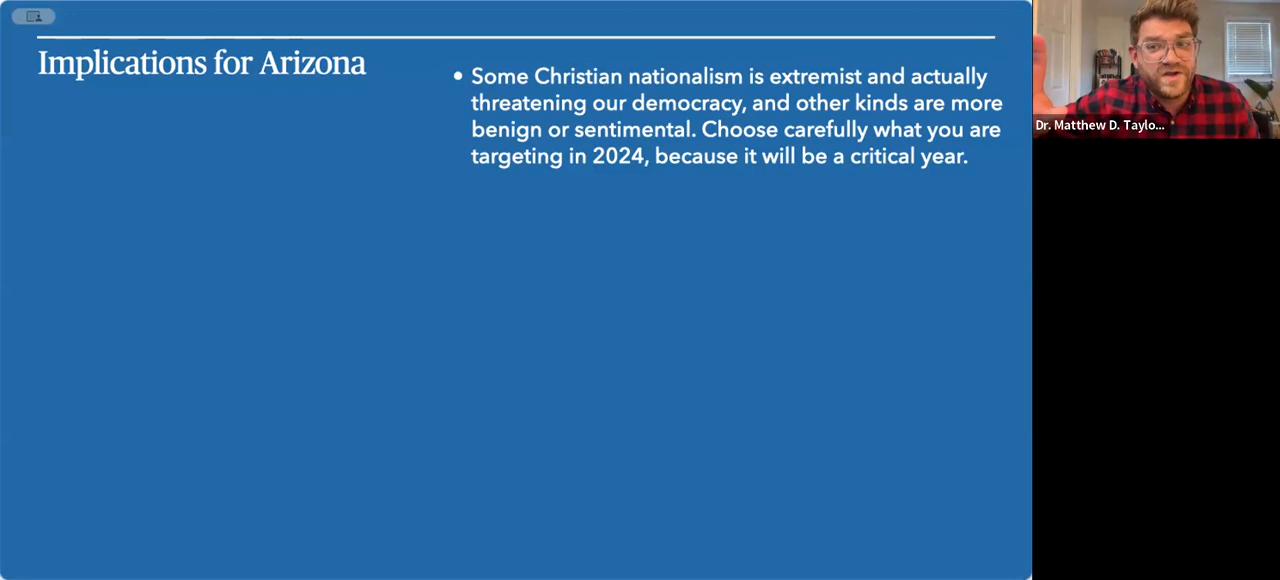 Implications for Arizona
• Some Christian nationalism is extremist and actually
threatening our democracy, and other kinds are more
benign or sentimental. Choose carefully what you are
targeting in 2024, because it will be a critical year.
Dr. Matthew D. Taylo...